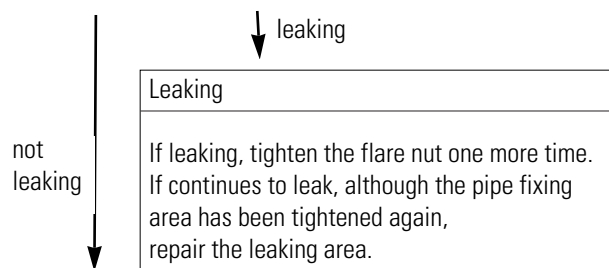 leaking
Leaking
not
leaking
If leaking, tighten the flare nut one more time.
If continues to leak, although the pipe fixing
area has been tightened again,
repair the leaking area.